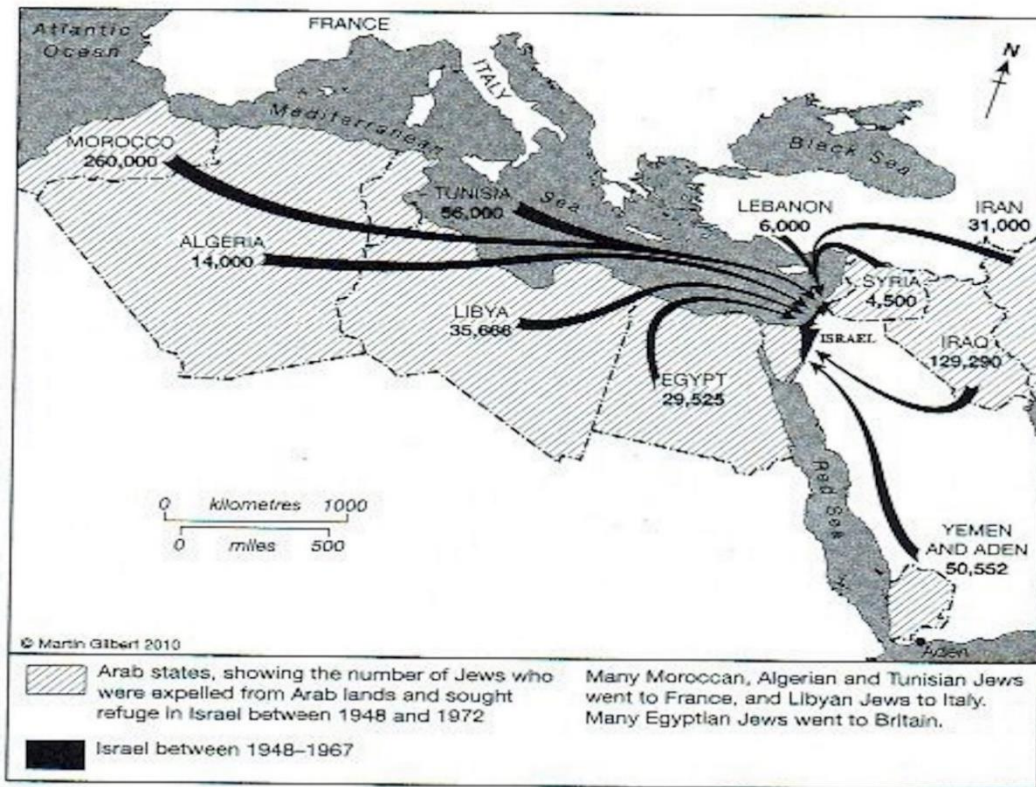 Atlantic
Ocean
FRANCE
ITALY
N
Mediterranean
Sea
Black Sea
MOROCCO
260,000
TUNISIA
56,000
LEBANON
6,000
IRAN
31,000
ALGERIA
14,000
SYRIA
4,500
LIBYA
35,666
ISRAEL
IRAQ
129,290
EGYPT
29,525
Red Sea
0 kilometres 1000
0 miles 500
YEMEN
AND ADEN
50,552
Aden
© Martin Gilbert 2010
Arab states, showing the number of Jews who
were expelled from Arab lands and sought
refuge in Israel between 1948 and 1972
Many Moroccan, Algerian and Tunisian Jews
went to France, and Libyan Jews to Italy.
Many Egyptian Jews went to Britain.
Israel between 1948–1967